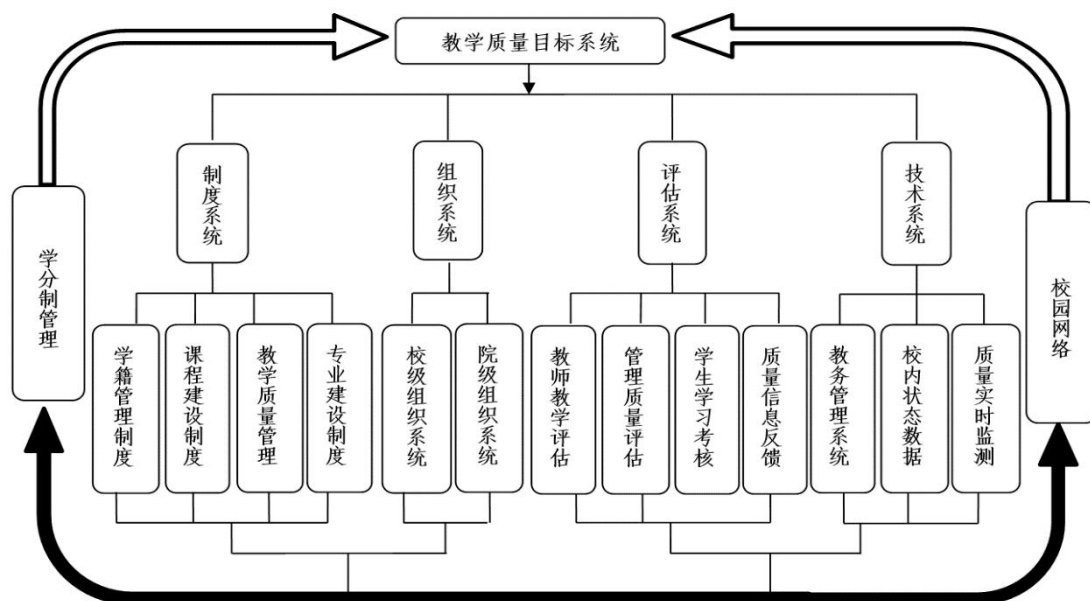 教学质量目标系统
制度系统
组织系统
评估系统
技术系统
学分制管理
校园网络
学籍管理制度
课程建设制度
教学质量管理
专业建设制度
校级组织系统
院级组织系统
教师教学评估
管理质量评估
学生学习考核
质量信息反馈
教务管理系统
校内状态数据
质量实时监测